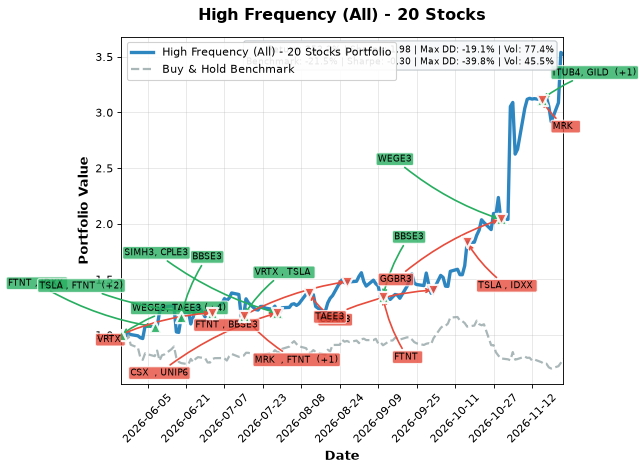 High Frequency (All) - 20 Stocks
High Frequency (All) - 20 Stocks Portfolio
Buy & Hold Benchmark
.98 | Max DD: -19.1% | Vol: 77.4%
Benchmark: -21.5% | Sharpe: -0.30 | Max DD: -39.8% | Vol: 45.5%
Portfolio Value
3.5
3.0
2.5
2.0
1.5
1.0
ITUB4, GILD (+1)
MRK
WEGE3
BBSE3
SIMH3, CPLE3
BBSE3
VRTX , TSLA
GGBR3
FTNT
TSLA , FTNT (+2)
TSLA , IDXX
WEGE3, TAEE3
TAEE3
FTNT , BBSE3
VRTX
MRK , FTNT (+1)
FTNT
CSX , UNIP6
2026-06-05
2026-06-21
2026-07-07
2026-07-23
2026-08-08
2026-08-24
2026-09-09
2026-09-25
2026-10-11
2026-10-27
2026-11-12
Date